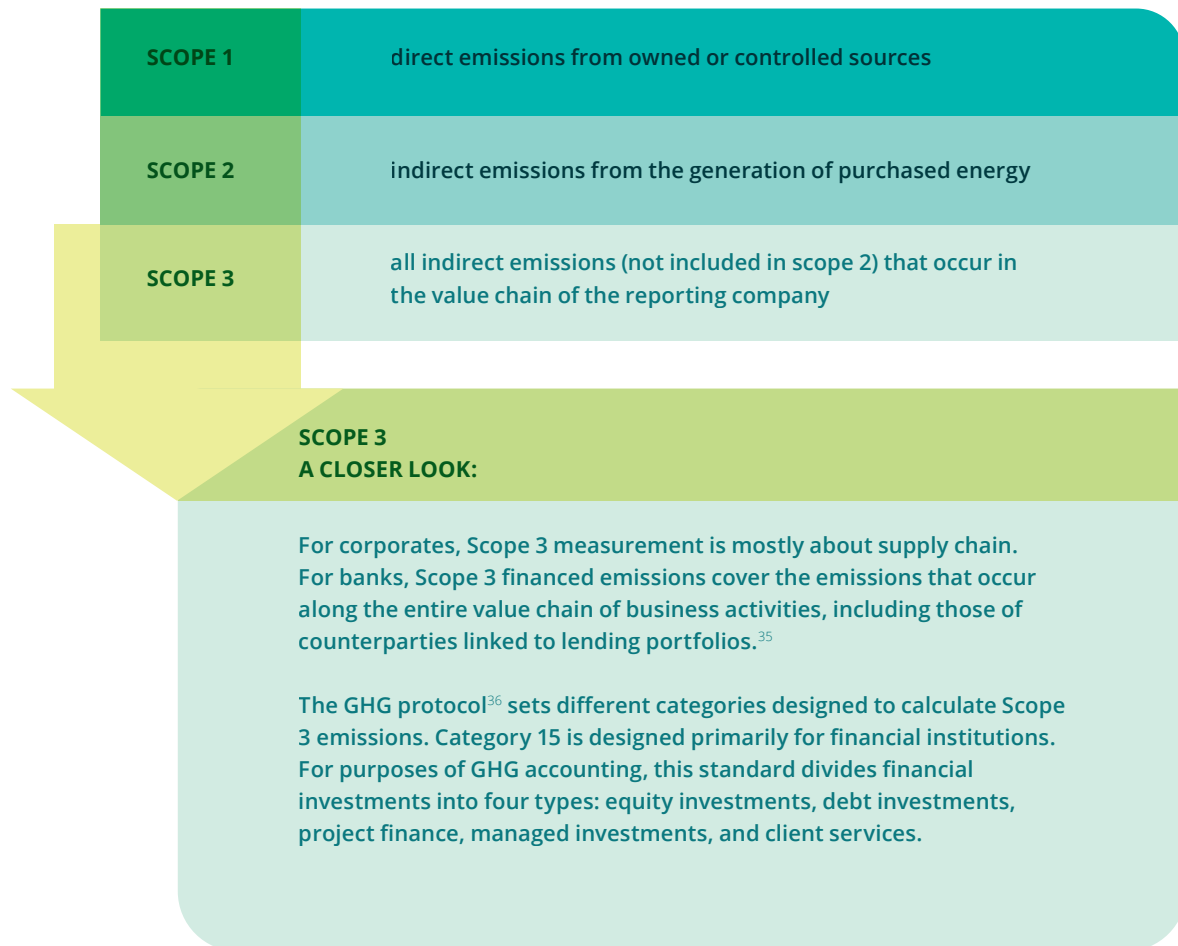 SCOPE 1
direct emissions from owned or controlled sources
SCOPE 2
indirect emissions from the generation of purchased energy
SCOPE 3
all indirect emissions (not included in scope 2) that occur in
the value chain of the reporting company
SCOPE 3
A CLOSER LOOK:
For corporates, Scope 3 measurement is mostly about supply chain.
For banks, Scope 3 financed emissions cover the emissions that occur
along the entire value chain of business activities, including those of
counterparties linked to lending portfolios.35
The GHG protocol36 sets different categories designed to calculate Scope
3 emissions. Category 15 is designed primarily for financial institutions.
For purposes of GHG accounting, this standard divides financial
investments into four types: equity investments, debt investments,
project finance, managed investments, and client services.